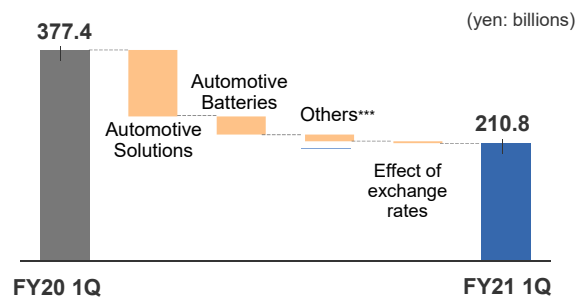 (yen: billions)
377.4
Automotive
Batteries
Others***
210.8
Automotive
Solutions
Effect of
exchange
rates
FY20 1Q
FY21 1Q